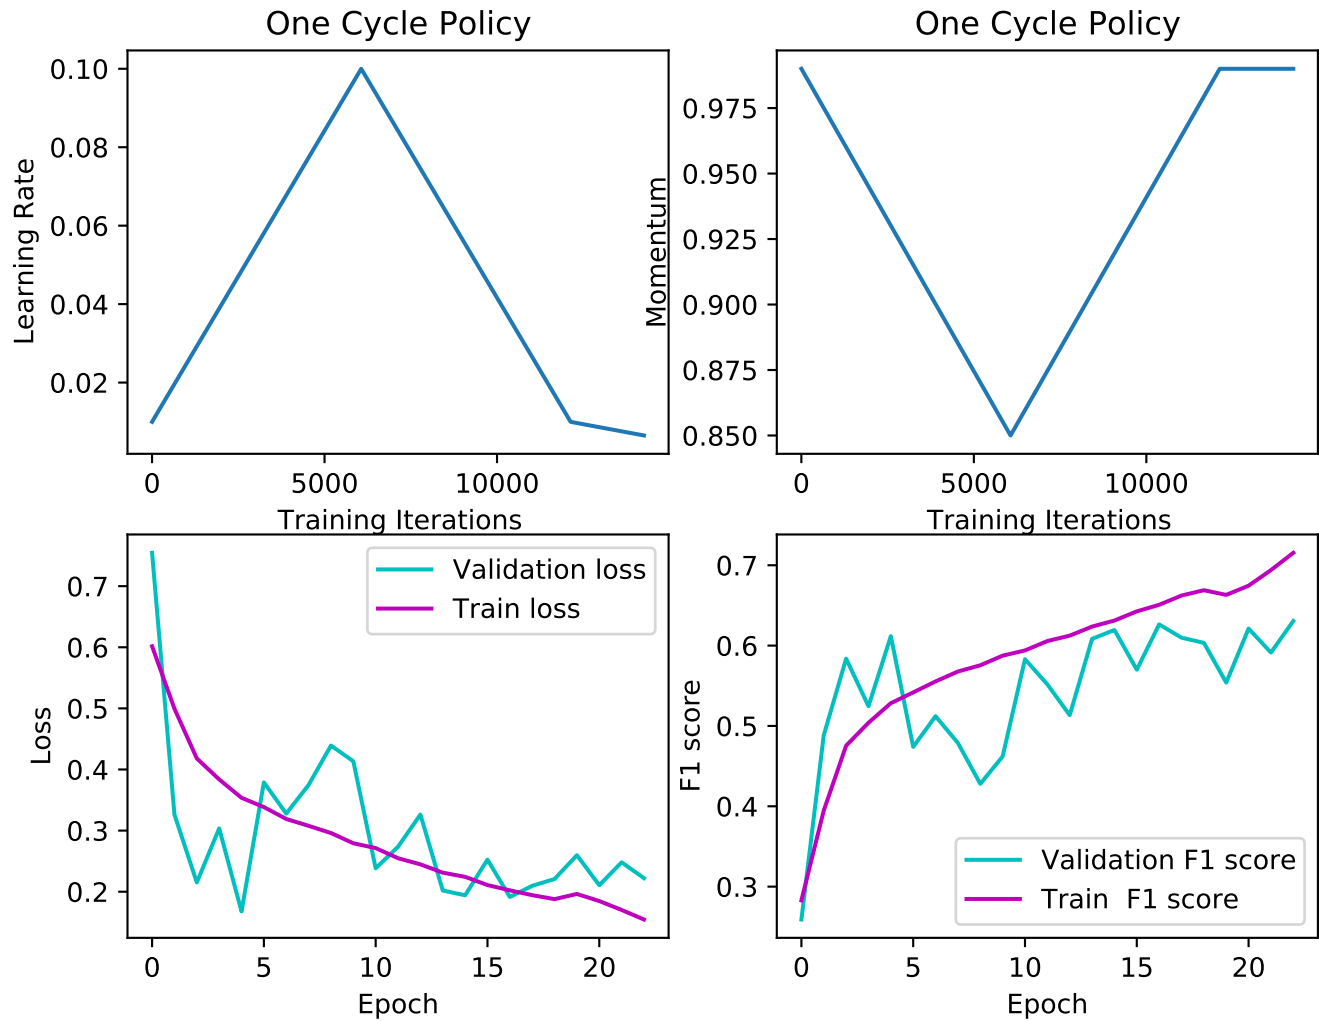 One Cycle Policy
Learning Rate
0.10
0.08
0.06
0.04
0.02
0
5000
10000
Training Iterations
One Cycle Policy
Momentum
0.975
0.950
0.925
0.900
0.875
0.850
0
5000
10000
Training Iterations
Loss
0.7
0.6
0.5
0.4
0.3
0.2
Validation loss
Train loss
0
5
10
15
20
Epoch
F1 score
0.7
0.6
0.5
0.4
0.3
Validation F1 score
Train  F1 score
0
5
10
15
20
Epoch